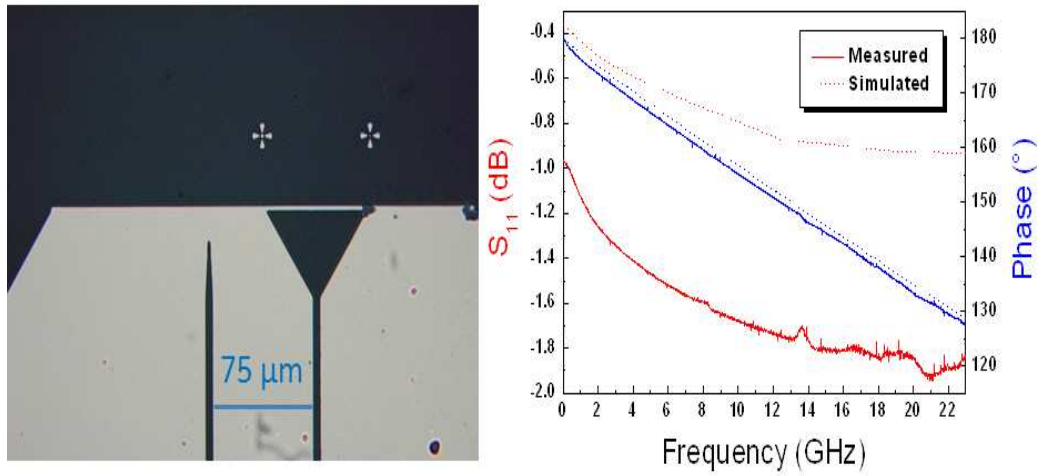 75 μm
S11 (dB)
-0.4
-0.6
-0.8
-1.0
-1.2
-1.4
-1.6
-1.8
-2.0
Measured
Simulated
180
170
160
150
140
130
120
Phase (°)
0 2 4 6 8 10 12 14 16 18 20 22
Frequency (GHz)